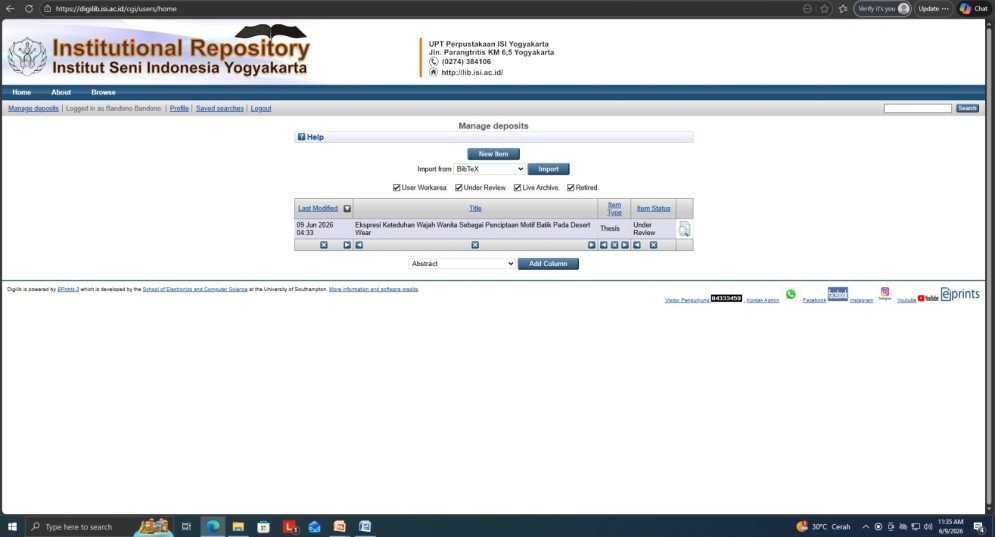 https://digilib.isi.ac.id/cgi/users/home
Verify it's you
Update
Chat
Institutional Repository
Institut Seni Indonesia Yogyakarta
UPT Perpustakaan ISI Yogyakarta
Jln. Parangtritis KM 6,5 Yogyakarta
(0274) 384106
http://lib.isi.ac.id/
Home About Browse
Manage deposits | Logged in as Bandono Bandono | Profile | Saved searches | Logout
Search
Manage deposits
Help
New Item
Import from BibTeX Import
User Workarea. Under Review. Live Archive. Retired.
Last Modified Title Item Type Item Status
09 Jun 2026 04:33 Ekspresi Keteduhan Wajah Wanita Sebagai Penciptaan Motif Batik Pada Desert Wear Thesis Under Review
Abstract Add Column
Digilib is powered by EPrints 3 which is developed by the School of Electronics and Computer Science at the University of Southampton. More information and software credits.
Visitor Pengunjung 84333459 , Kontak Admin Facebook Instagram Youtube YouTube eprints
Type here to search
30°C Cerah
11:35 AM
6/9/2026